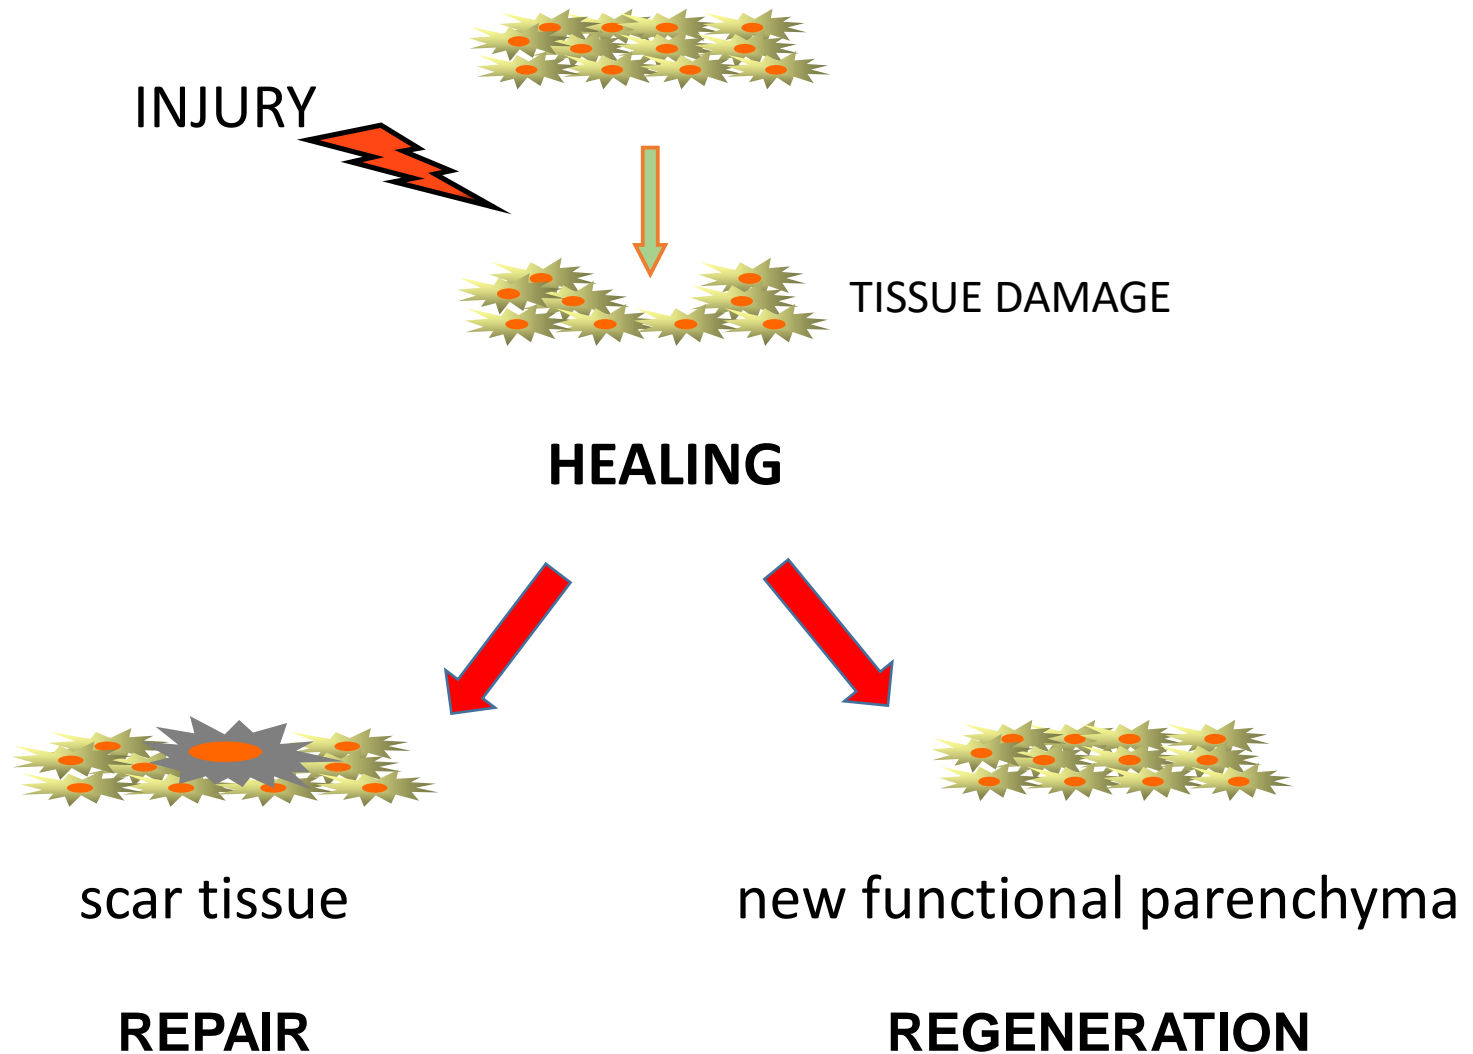 INJURY
TISSUE DAMAGE
HEALING
scar tissue
new functional parenchyma
REPAIR
REGENERATION